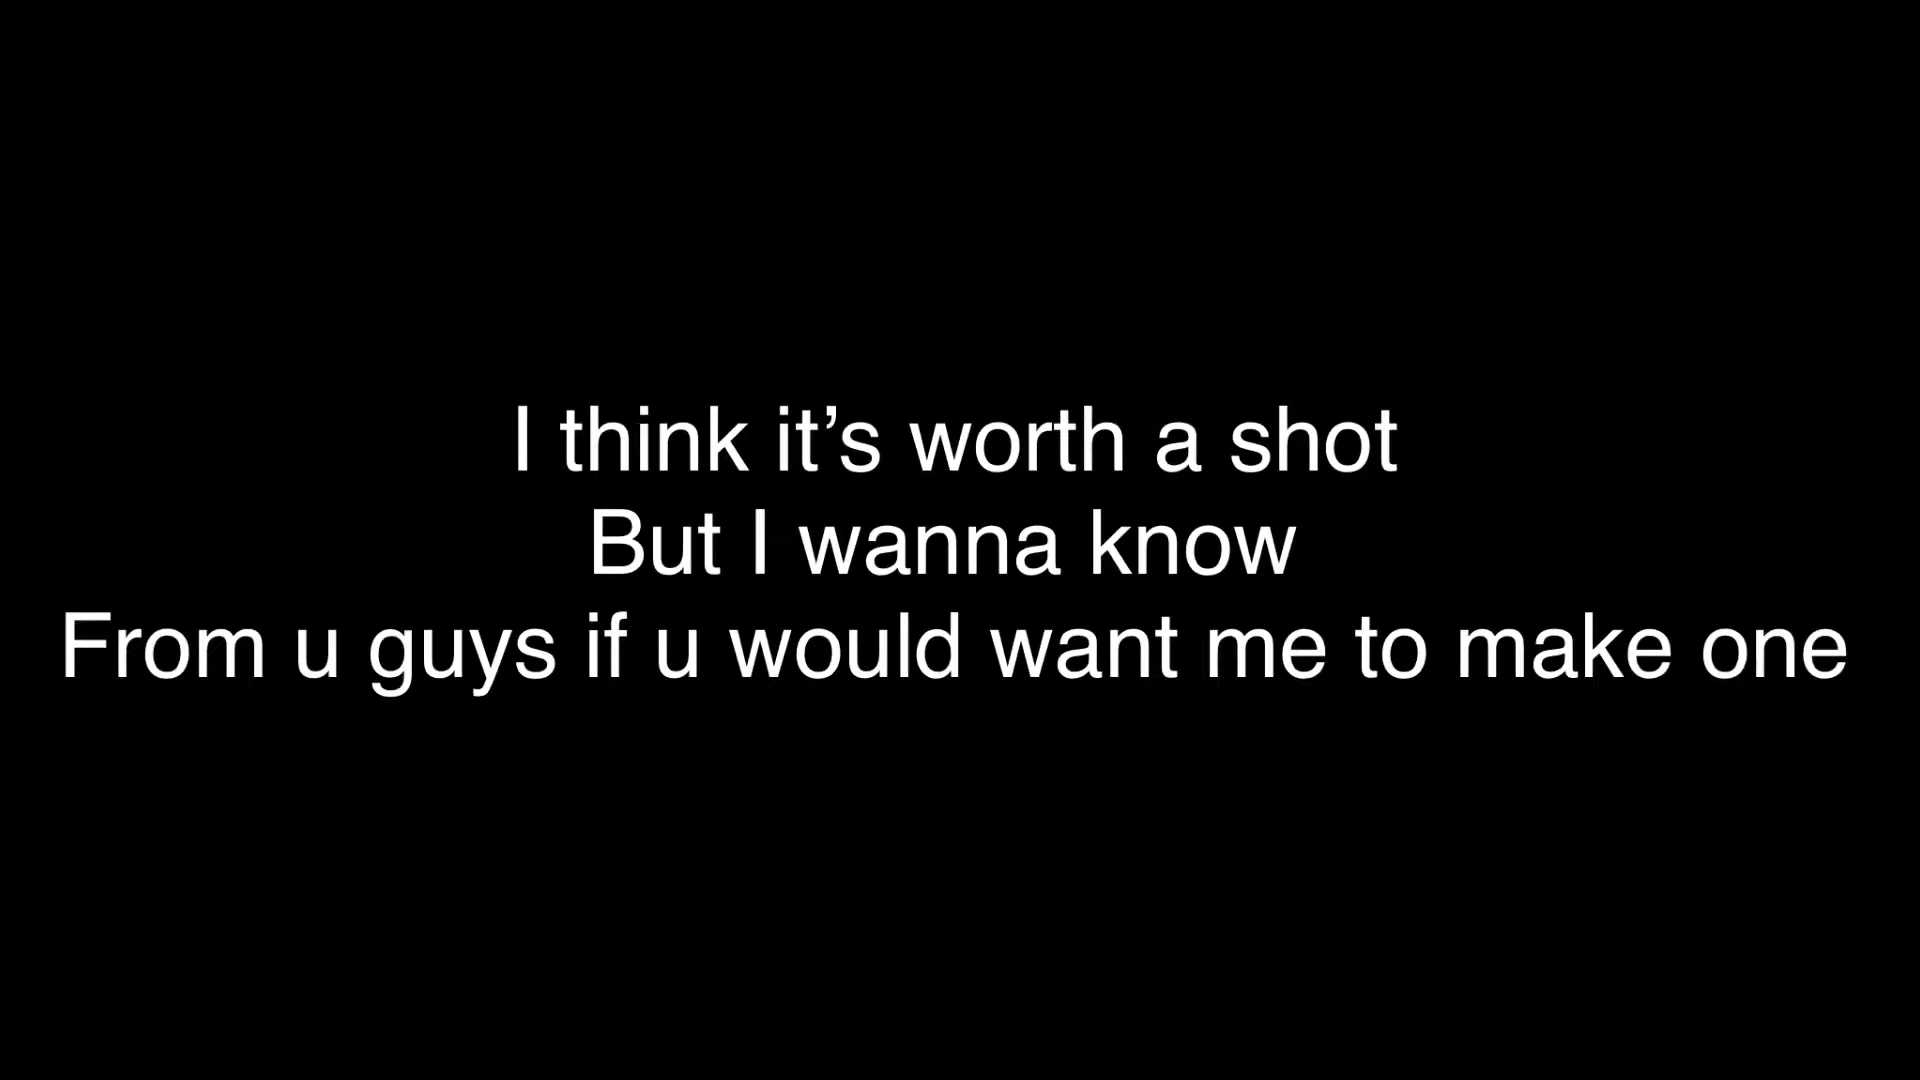 I think it’s worth a shot
But I wanna know
From u guys if u would want me to make one